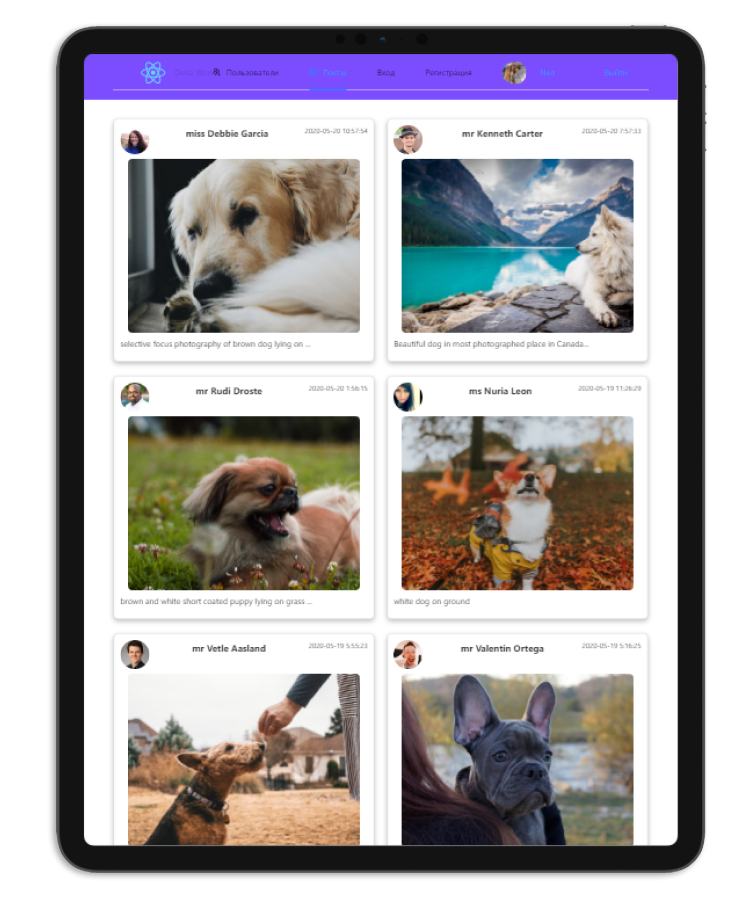 Пользователи Посты Вход Регистрация Выйти
miss Debbie Garcia 2020-05-20 10:57:54
mr Kenneth Carter 2020-05-20 7:57:33
selective focus photography of brown dog lying on ...
Beautiful dog in most photographed place in Canada...
mr Rudi Droste 2020-05-20 1:56:15
ms Nuria Leon 2020-05-19 11:26:29
brown and white short coated puppy lying on grass ...
white dog on ground
mr Vetle Aasland 2020-05-19 5:55:23
mr Valentin Ortega 2020-05-19 5:16:25